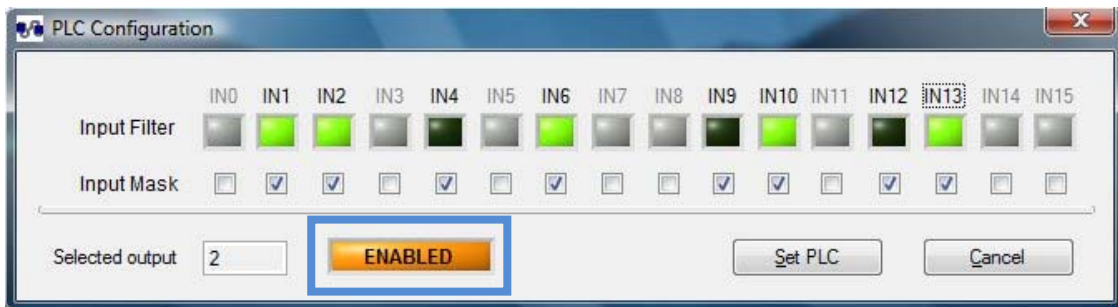 PLC Configuration
IN0 IN1 IN2 IN3 IN4 IN5 IN6 IN7 IN8 IN9 IN10 IN11 IN12 IN13 IN14 IN15
Input Filter
Input Mask
Selected output 2 ENABLED Set PLC Cancel